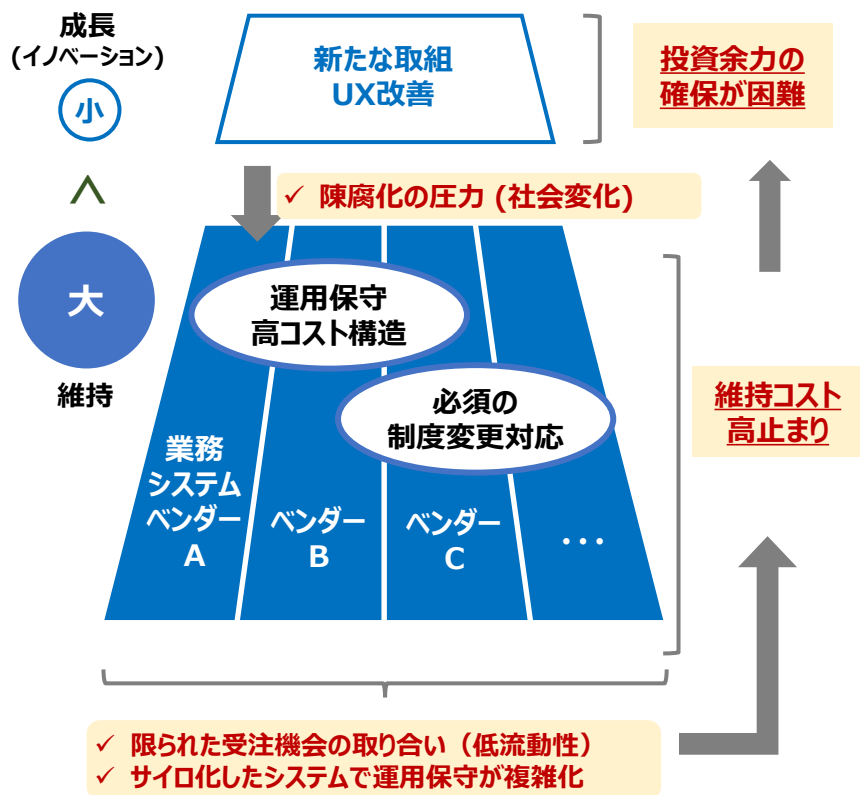 成長
(イノベーション)
小
∧
大
維持
新たな取組
UX改善
投資余力の
確保が困難
✓ 陳腐化の圧力 (社会変化)
運用保守
高コスト構造
必須の
制度変更対応
業務
システム
ベンダー
A
ベンダー
B
ベンダー
C
・・・
維持コスト
高止まり
✓ 限られた受注機会の取り合い（低流動性）
✓ サイロ化したシステムで運用保守が複雑化